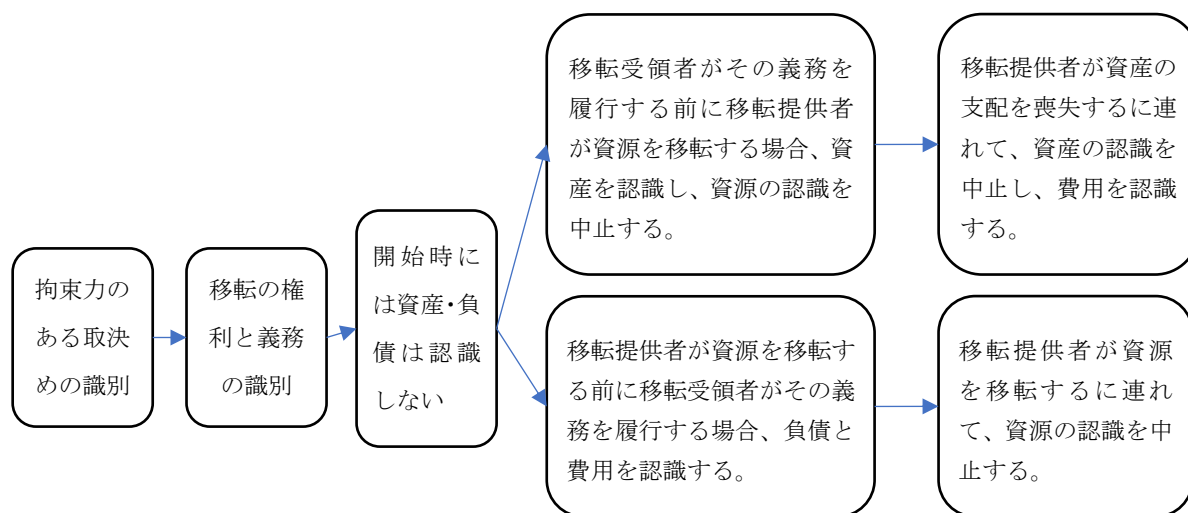 拘束力の
ある取決
めの識別
移転の権
利と義務
の識別
開始時に
は資産・負
債は認識
しない
移転受領者がその義務を
履行する前に移転提供者
が資源を移転する場合、資
産を認識し、資源の認識を
中止する。
移転提供者が資産の
支配を喪失するに連
れて、資産の認識を
中止し、費用を認識
する。
移転提供者が資源を移転す
る前に移転受領者がその義
務を履行する場合、負債と
費用を認識する。
移転提供者が資源
を移転するに連れ
て、資源の認識を中
止する。